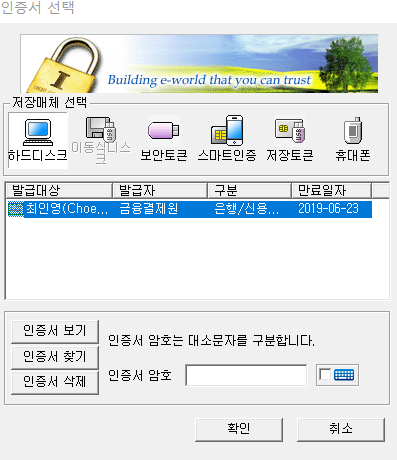 인증서 선택
Building e-world that you can trust
저장매체 선택
하드디스크 이동식디스크 보안토큰 스마트인증 저장토큰 휴대폰
발급대상 발급자 구분 만료일자
최인영(Choe... 금융결제원 은행/신용... 2019-06-23
인증서 보기
인증서 암호는 대소문자를 구분합니다.
인증서 찾기
인증서 암호
인증서 삭제
확인 취소